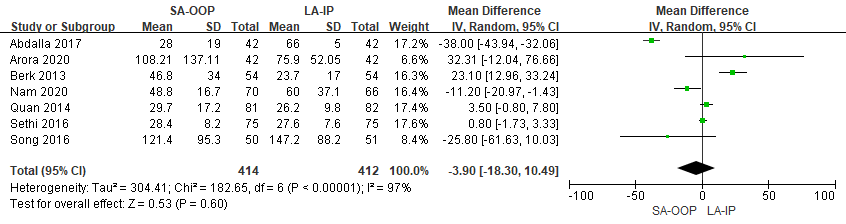 SA-OOP LA-IP Mean Difference Mean Difference
Study or Subgroup Mean SD Total Mean SD Total Weight IV, Random, 95% CI IV, Random, 95% CI
Abdalla 2017 28 19 42 66 5 42 17.2% -38.00 [-43.94, -32.06]
Arora 2020 108.21 137.11 42 75.9 52.05 42 6.6% 32.31 [-12.04, 76.66]
Berk 2013 46.8 34 54 23.7 17 54 16.2% 23.10 [12.96, 33.24]
Nam 2020 48.8 16.7 70 60 37.1 66 16.4% -11.20 [-20.97, -1.43]
Quan 2014 29.7 17.2 81 26.2 9.8 82 17.4% 3.50 [-0.80, 7.80]
Sethi 2016 28.4 8.2 75 27.6 7.6 75 17.6% 0.80 [-1.73, 3.33]
Song 2016 121.4 95.3 50 147.2 88.2 51 8.4% -25.80 [-61.63, 10.03]
Total (95% CI) 414 412 100.0% -3.90 [-18.30, 10.49]
Heterogeneity: Tau² = 304.41; Chi² = 182.65, df = 6 (P < 0.00001); I² = 97%
Test for overall effect: Z = 0.53 (P = 0.60)
-100 -50 0 50 100
SA-OOP LA-IP